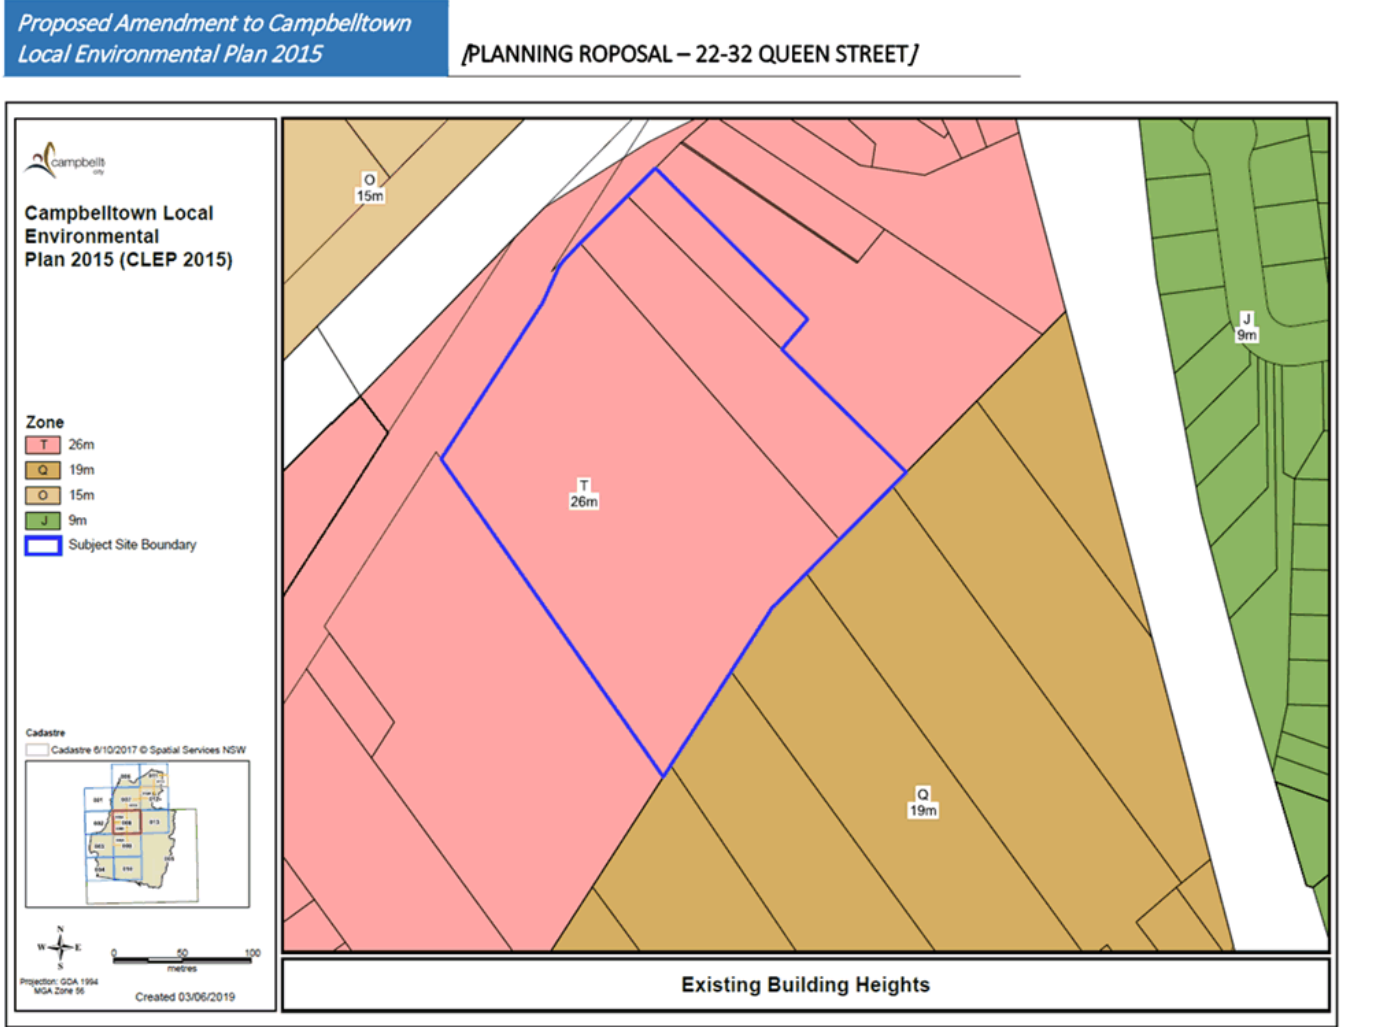 Proposed Amendment to Campbelltown
Local Environmental Plan 2015
[PLANNING ROPOSAL – 22-32 QUEEN STREET]
campbellt
city
Campbelltown Local
Environmental
Plan 2015 (CLEP 2015)
Zone
T 26m
Q 19m
O 15m
J 9m
Subject Site Boundary
Cadastre
Cadastre 6/10/2017 © Spatial Services NSW
N
W E
S
0 50 100
metres
Projection: GDA 1994
MGA Zone 56
Created 03/06/2019
O
15m
J
9m
T
26m
Q
19m
Existing Building Heights